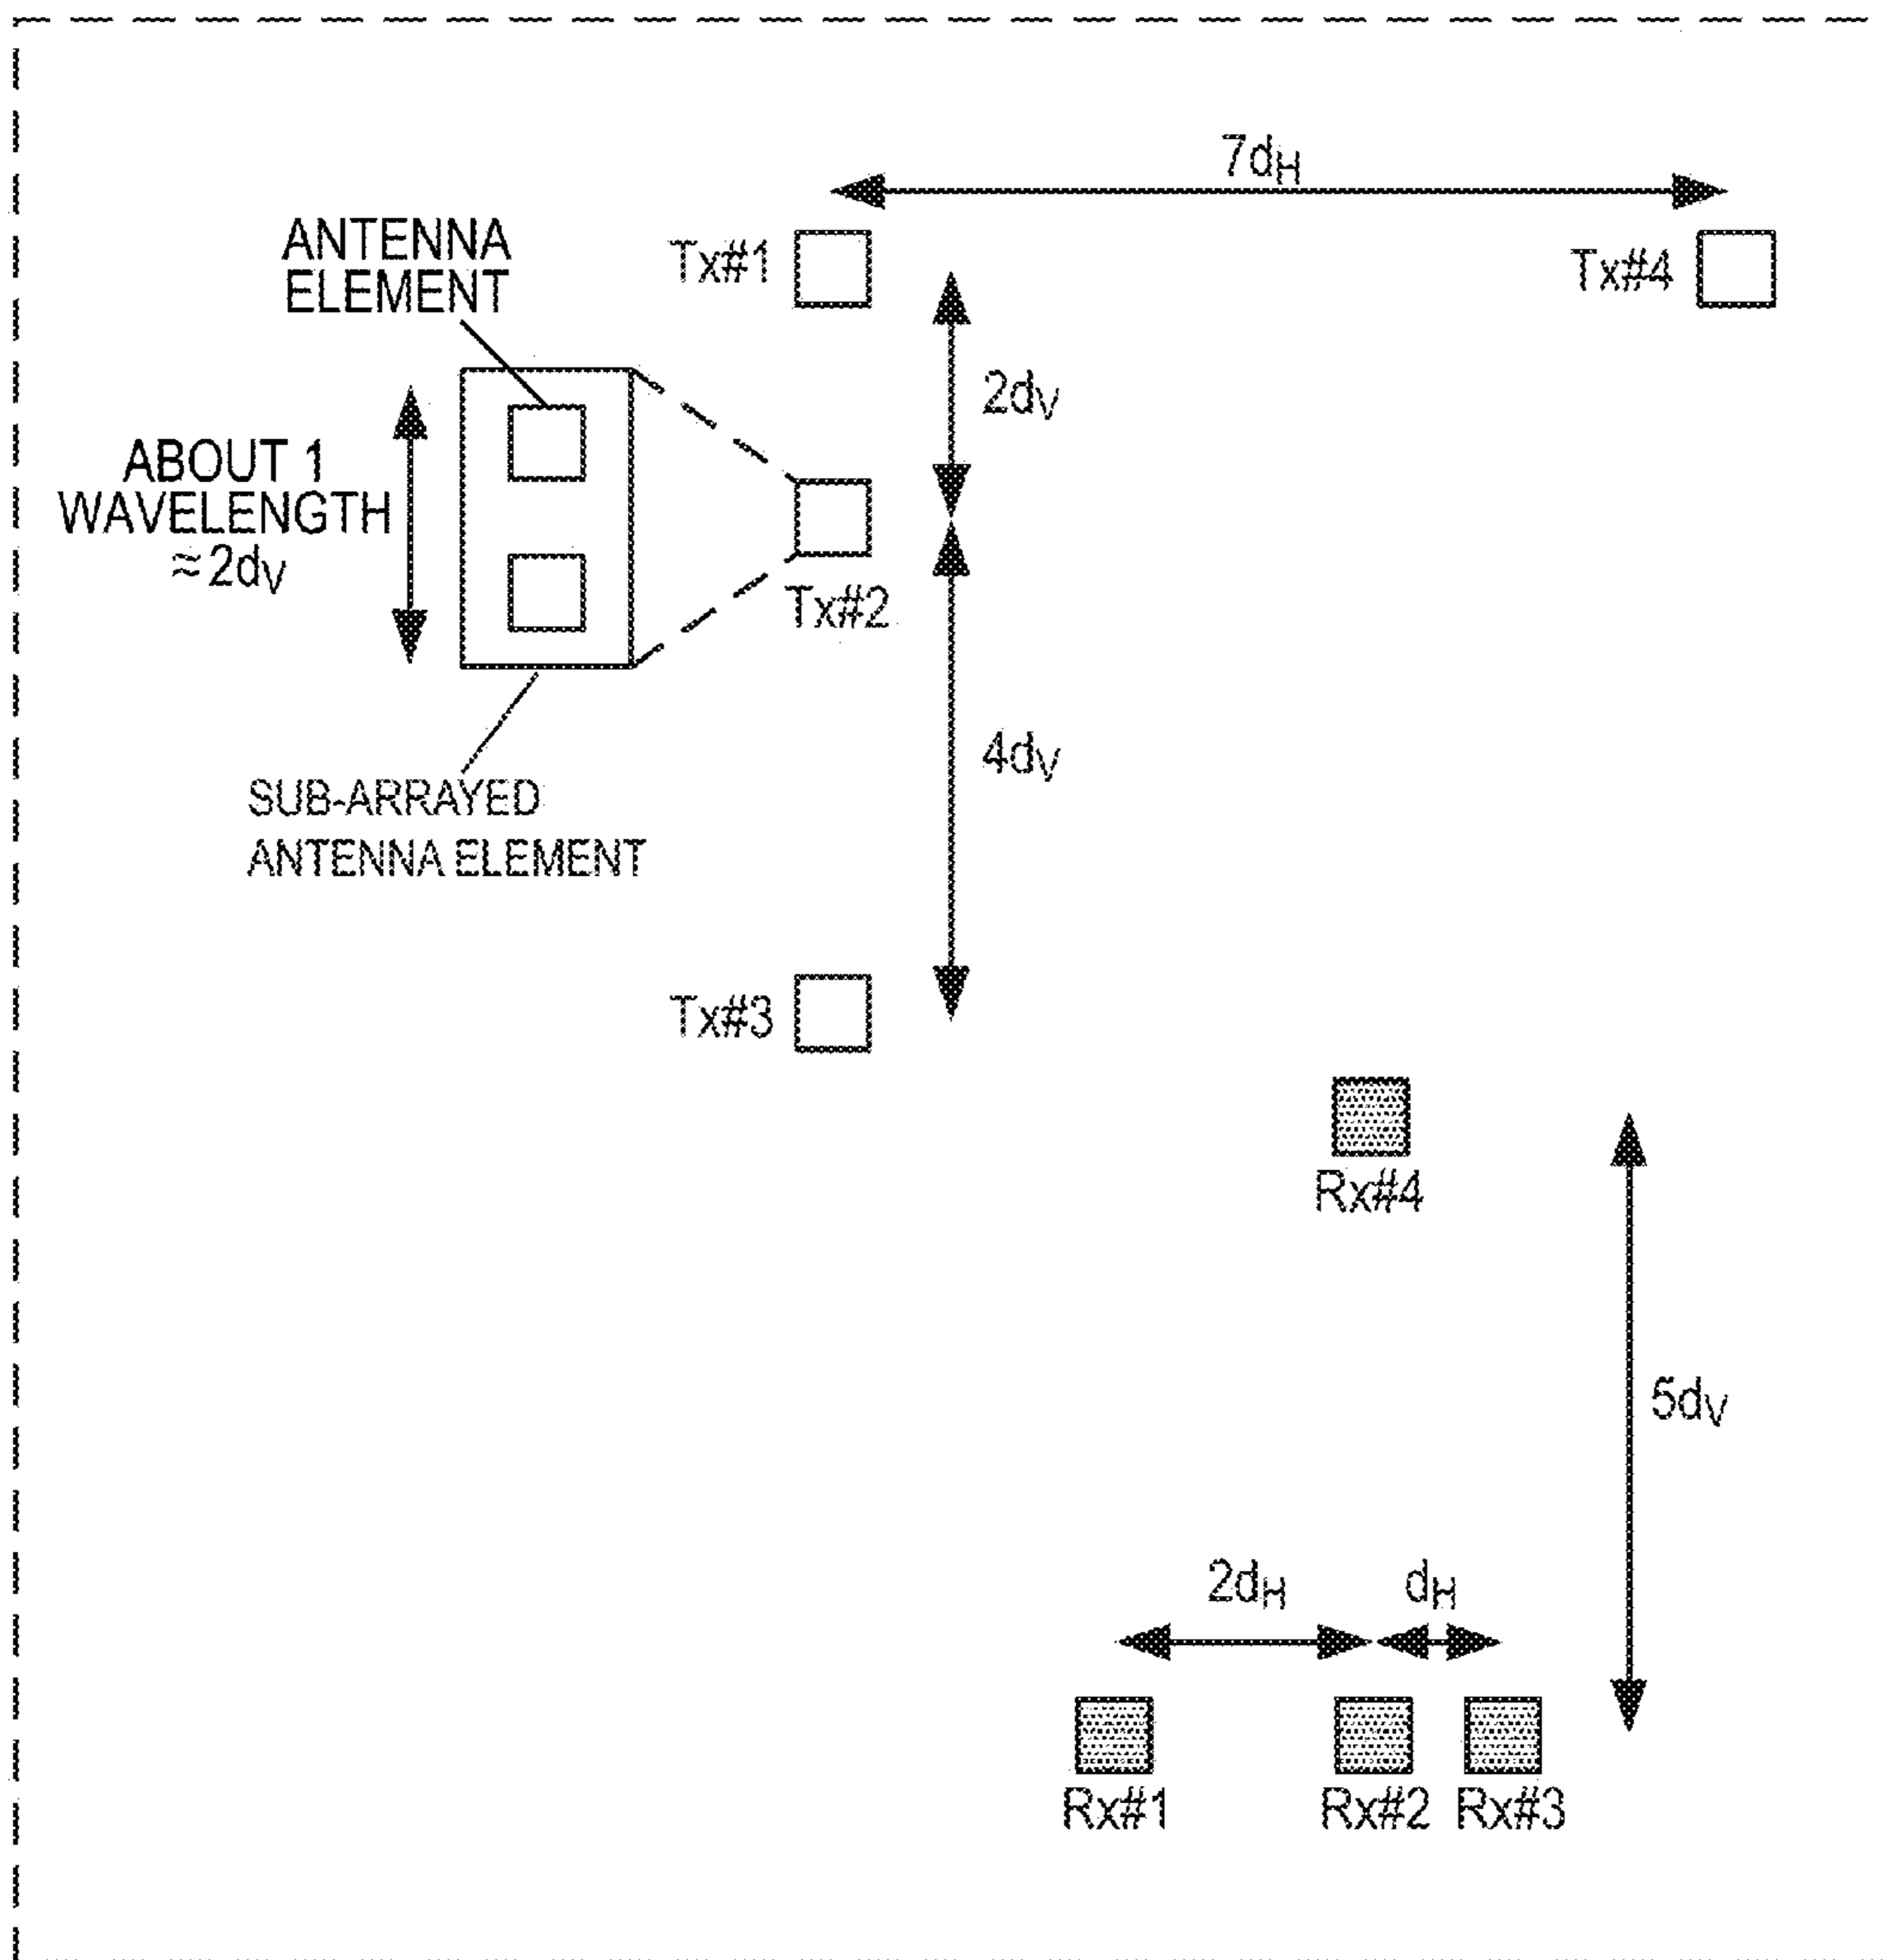 7dH
ANTENNA
ELEMENT
Tx#1
Tx#4
2dV
ABOUT 1
WAVELENGTH
≈2dV
Tx#2
4dV
SUB-ARRAYED
ANTENNA ELEMENT
Tx#3
Rx#4
5dV
2dH
dH
Rx#1
Rx#2
Rx#3